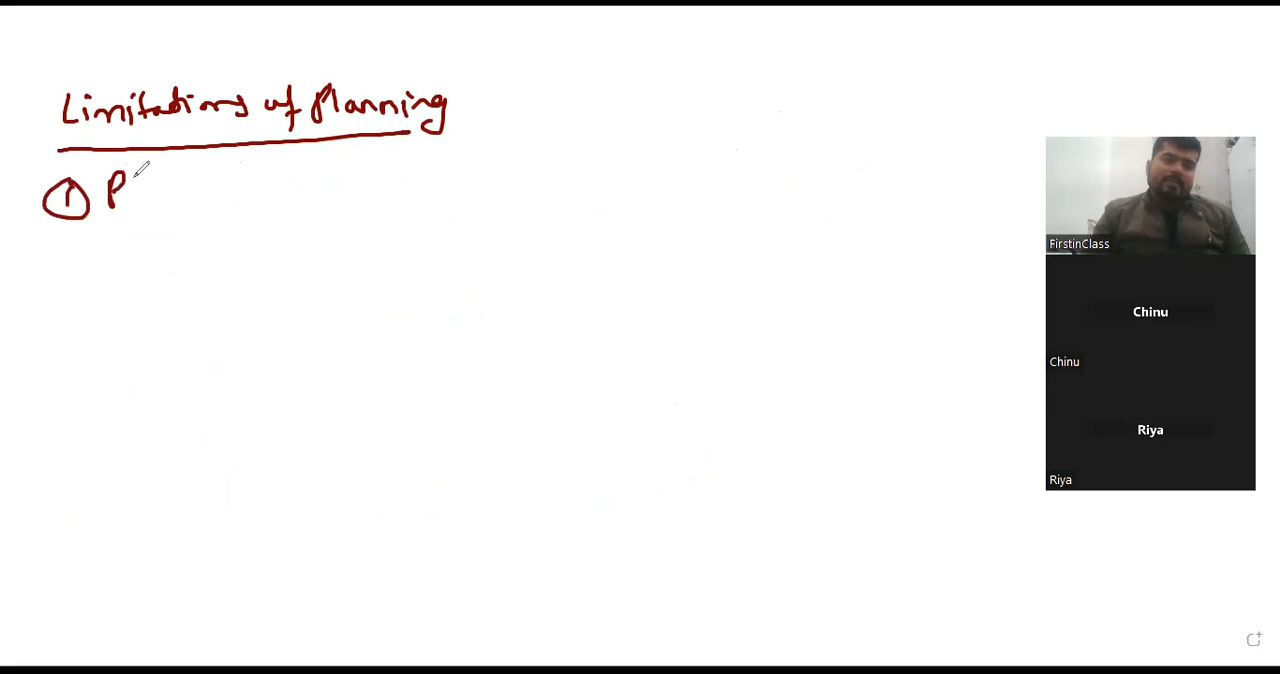 Limitations of Planning
① P
FirstinClass
Chinu
Chinu
Riya
Riya